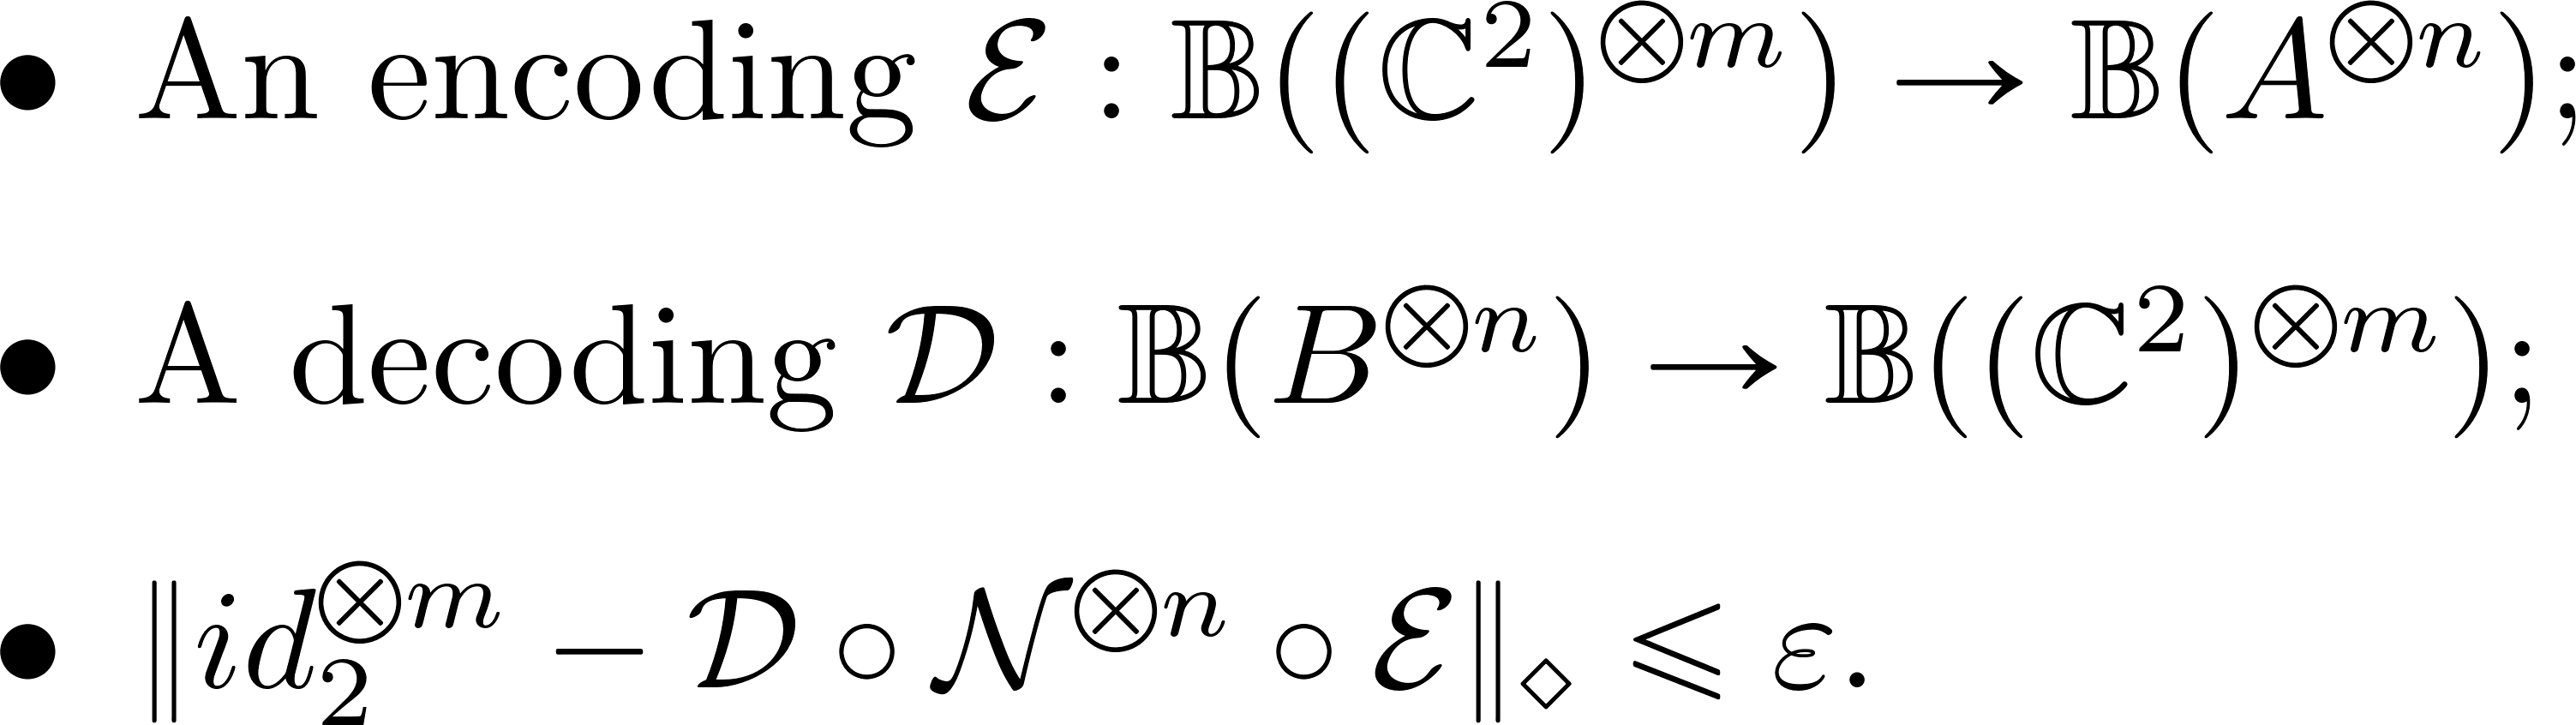 • An encoding ℰ : 𝔹((ℂ²)^{⊗m}) → 𝔹(A^{⊗n});
• A decoding 𝒟 : 𝔹(B^{⊗n}) → 𝔹((ℂ²)^{⊗m});
• ∥id₂^{⊗m} − 𝒟 ∘ 𝒩^{⊗n} ∘ ℰ∥_⋄ ⩽ ε.